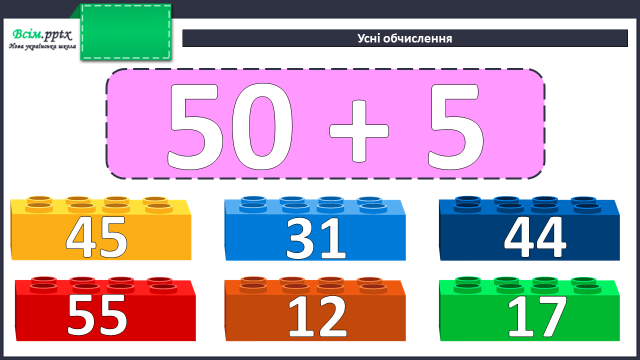 Всім.pptx
Нова українська школа
Усні обчислення
50 + 5
45
31
44
55
12
17